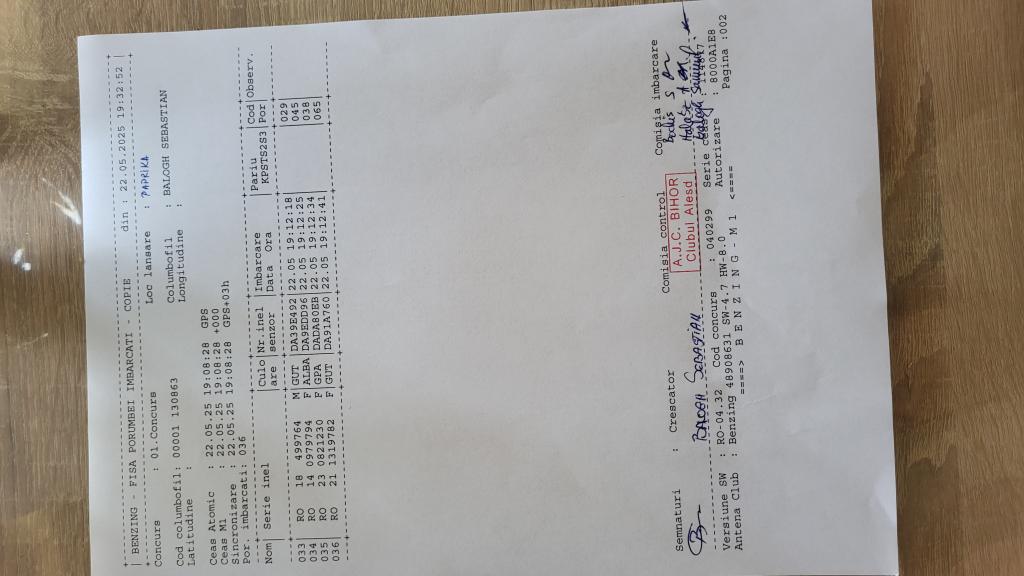 BENZING - FISA PORUMBEI IMBARCATI - COPIE din : 22.05.2025 19:32:52
Concurs : 01.Concurs Loc lansare : PAPRIKA
Cod columbofil: 00001 130863 Columbofil : BALOGH SEBASTIAN
Latitudine : Longitudine :
Ceas Atomic : 22.05.25 19:08:28 GPS
Ceas M1 : 22.05.25 19:08:28 +000
Sincronizare : 22.05.25 19:08:28 GPS+03h
Por. imbarcati: 036
Nom| Serie inel |Culo|Nr.inel |Imbarcare |Pariu |Cod|Observ.
|are |senzor |Data Ora | KPSTS2S3|Por|
033| RO 18 499764 M|GUT |DA39E492|22.05 19:12:18| |029
034| RO 14 0979794 F|ALBA|DA9EDD96|22.05 19:12:25| |045
035| RO 23 0821230 F|GPA |DADA80EB|22.05 19:12:34| |038
036| RO 21 1319782 F|GUT |DA91A760|22.05 19:12:41| |065
Semnaturi : Crescator Comisia control Comisia imbarcare
BALOGH SEBASTIAN
A.J.C. BIHOR
Clubul Alesd
Versiune SW : RO-04.32 Cod concurs : 040299 Serie
Benzing 48908631 SW-4.7 HW-8.0 Autorizare : 8000A1E8
Antena Club :
====> B E N Z I N G - M 1 <==== Pagina :002